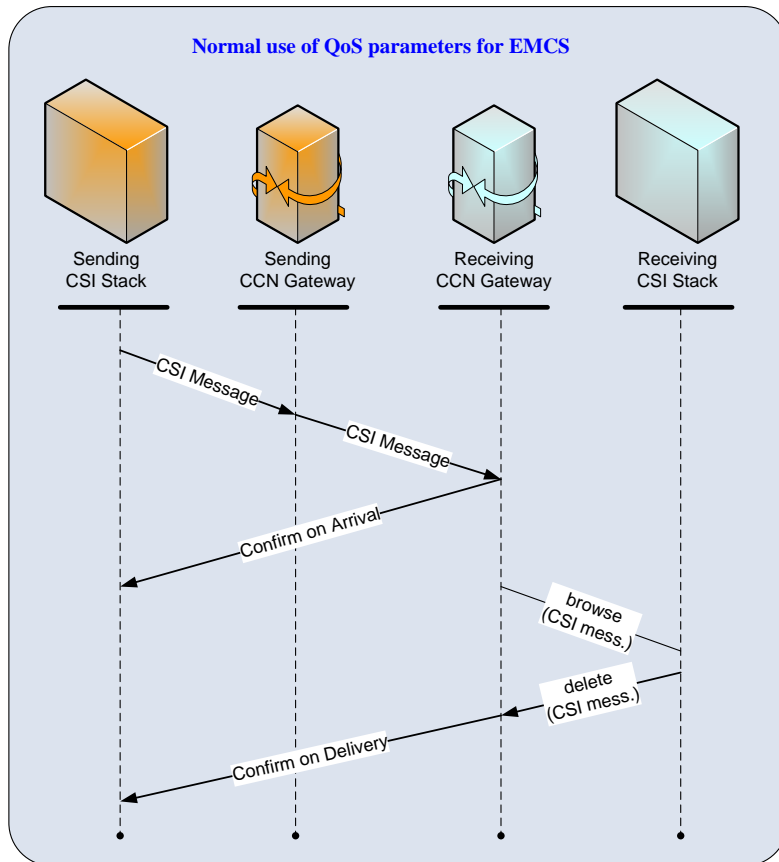 Normal use of QoS parameters for EMCS
Sending
CSI Stack
Sending
CCN Gateway
Receiving
CCN Gateway
Receiving
CSI Stack
CSI Message
CSI Message
Confirm on Arrival
browse
(CSI mess.)
delete
(CSI mess.)
Confirm on Delivery